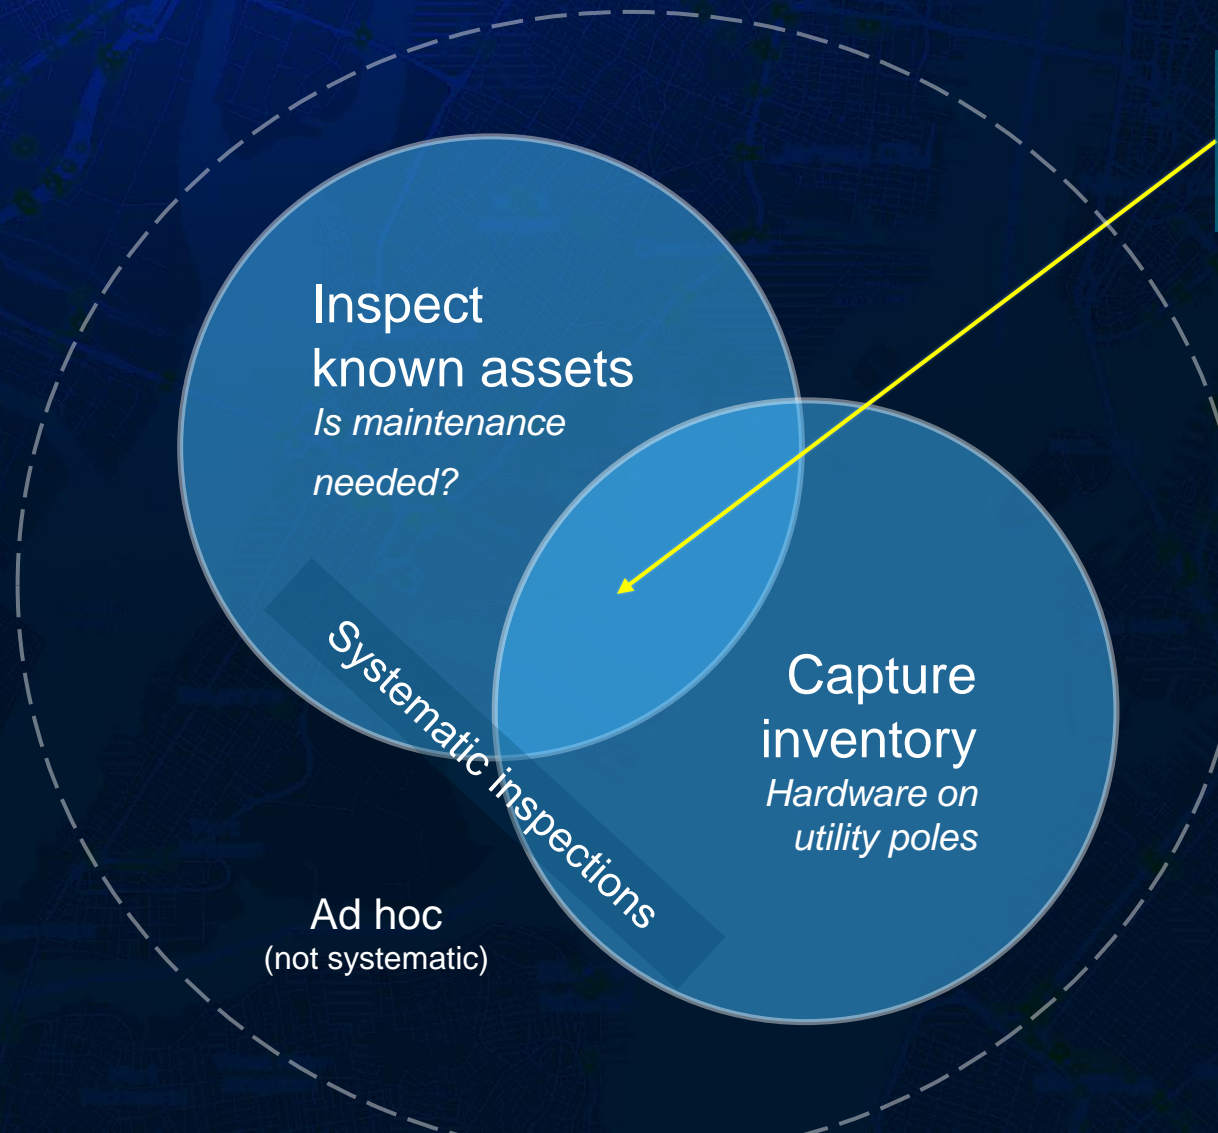 Inspect
known assets
Is maintenance
needed?
Systematic inspections
Capture
inventory
Hardware on
utility poles
Ad hoc
(not systematic)